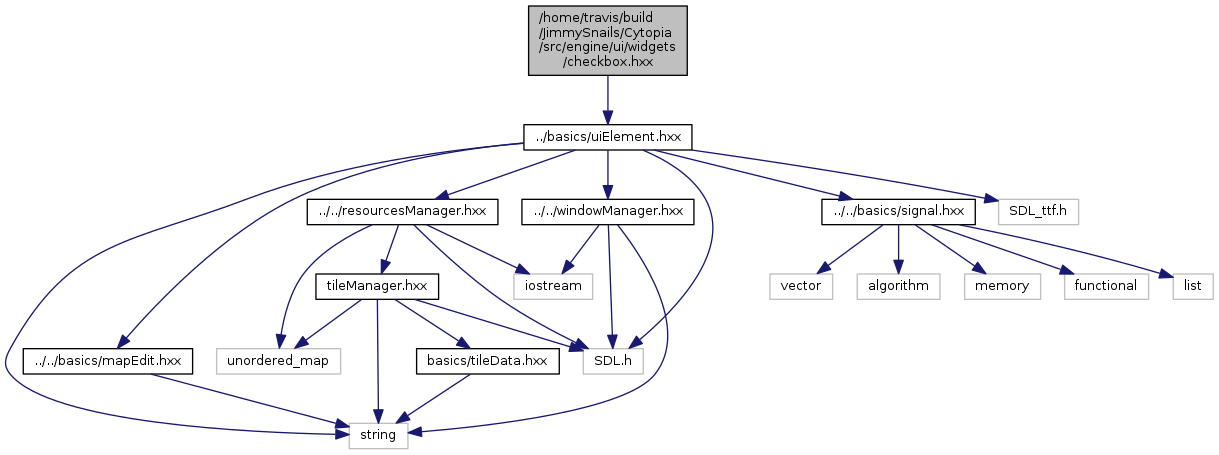 /home/travis/build
/JimmySnails/Cytopia
/src/engine/ui/widgets
/checkbox.hxx
../basics/uiElement.hxx
../../resourcesManager.hxx
../../windowManager.hxx
../../basics/signal.hxx
SDL_ttf.h
tileManager.hxx
iostream
vector
algorithm
memory
functional
list
../../basics/mapEdit.hxx
unordered_map
basics/tileData.hxx
SDL.h
string